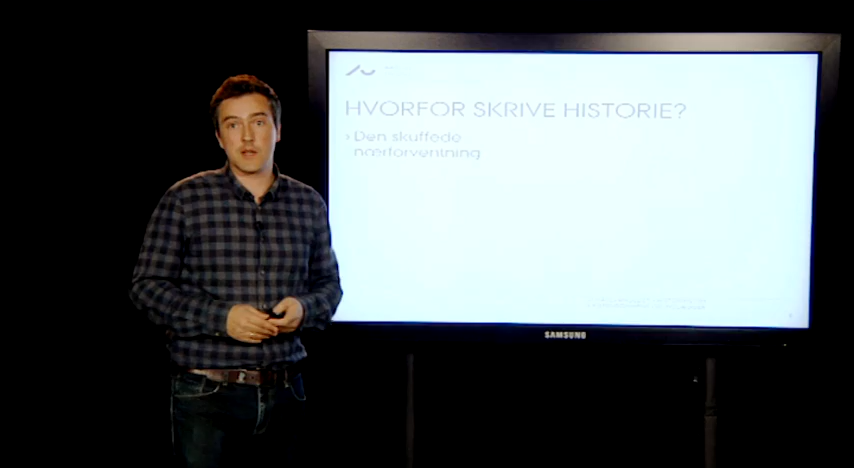 HVORFOR SKRIVE HISTORIE?
› Den skuffede
nærforventning
SAMSUNG